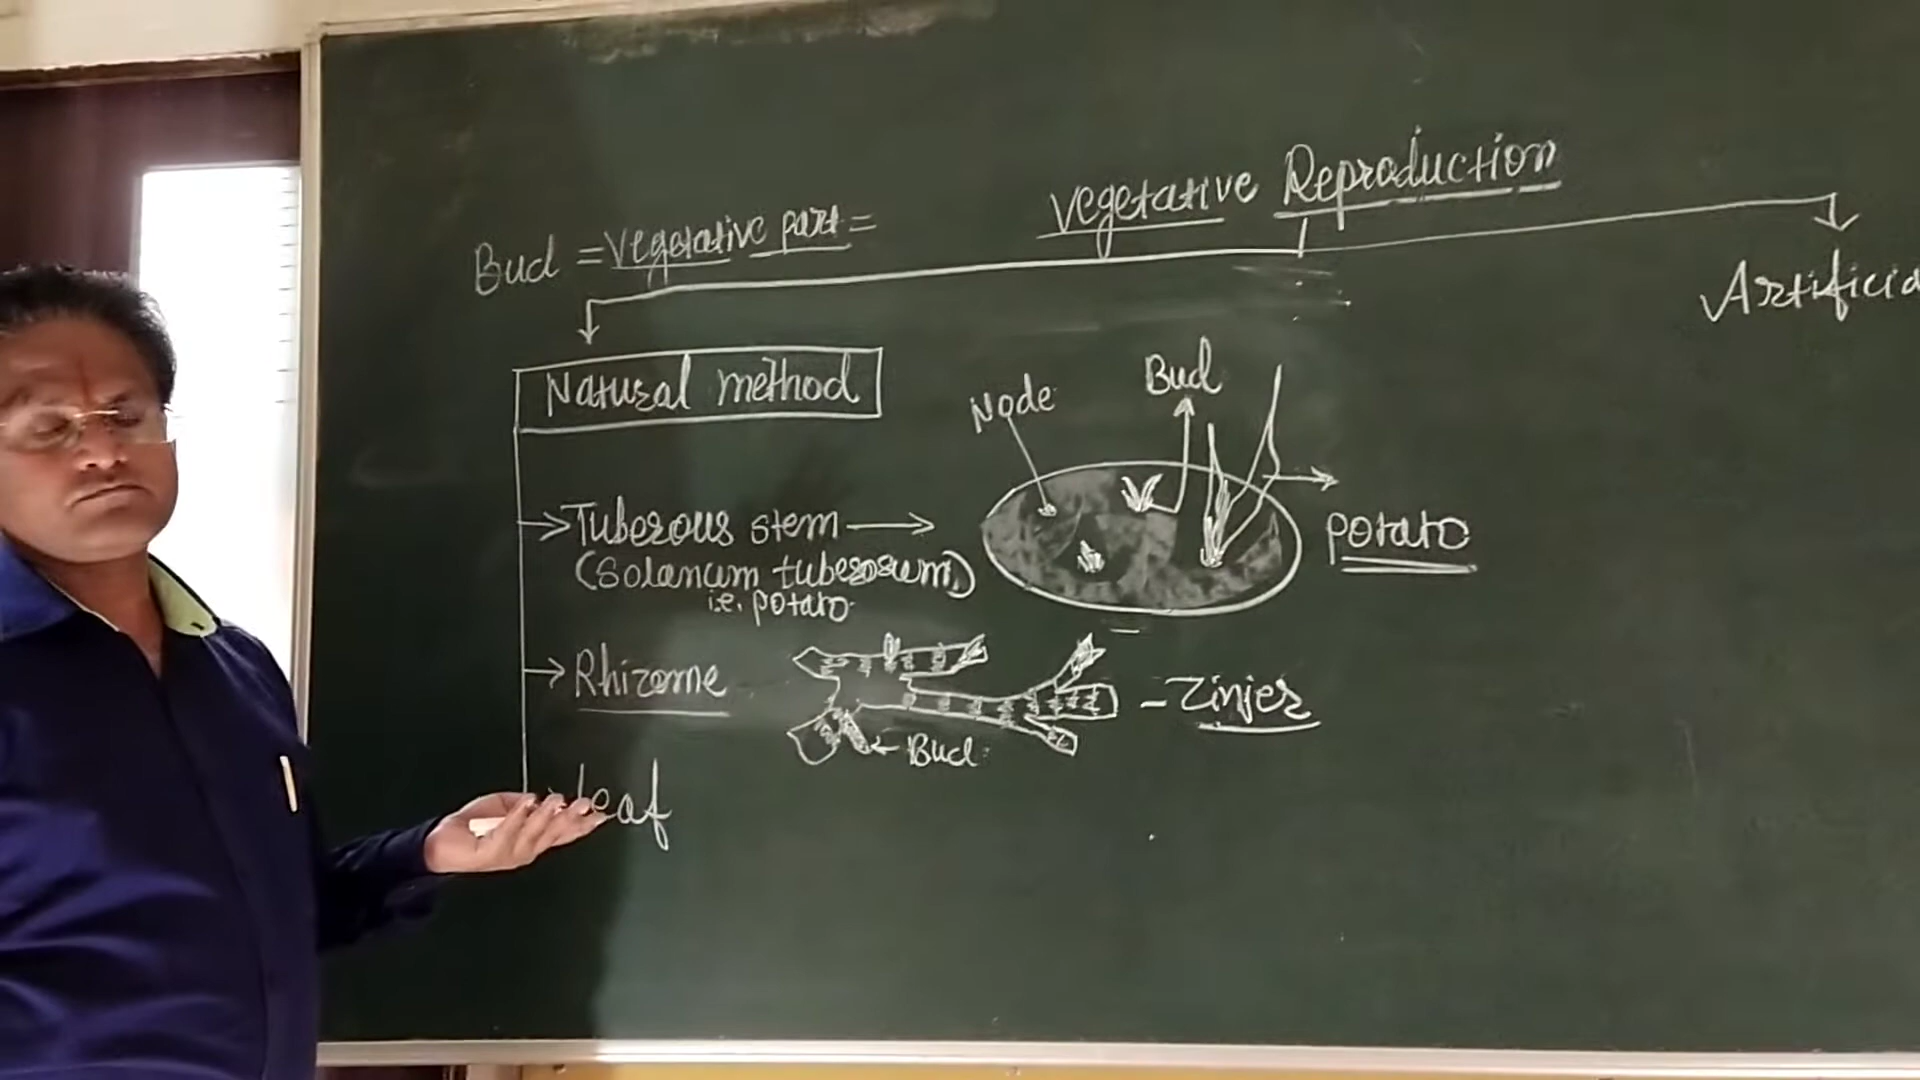 vegetative Reproduction
Bud = Vegetative part =
Artificia
Natural method
Node
Bud
Tuberous stem
(Solanum tuberosum)
i.e. potato
potato
Rhizome
- Zinjer
Bud
Leaf